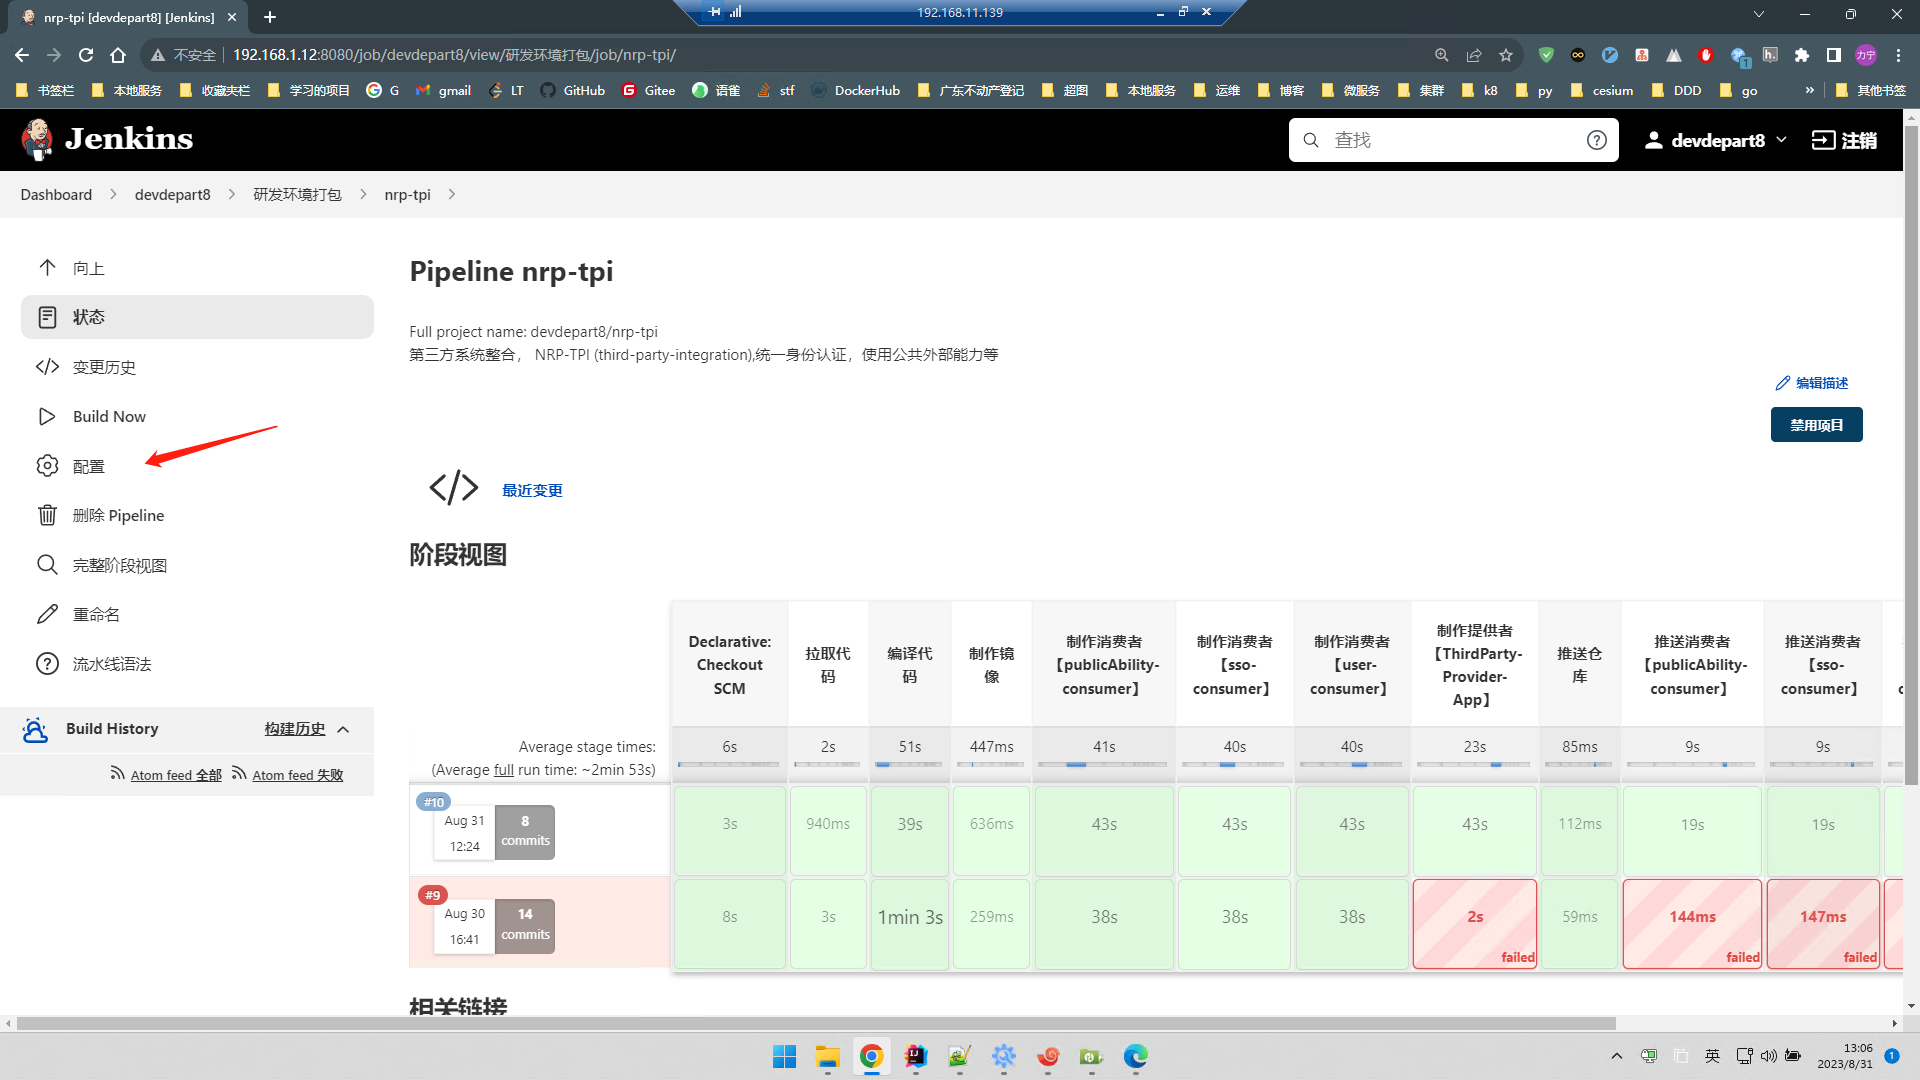 nrp-tpi [devdepart8] [Jenkins]
192.168.11.139
不安全
192.168.1.12:8080/job/devdepart8/view/研发环境打包/job/nrp-tpi/
力宁
书签栏
本地服务
收藏夹栏
学习的项目
G
gmail
LT
GitHub
Gitee
语雀
stf
DockerHub
广东不动产登记
超图
本地服务
运维
博客
微服务
集群
k8
py
cesium
DDD
go
»
其他书签
Jenkins
查找
devdepart8
注销
Dashboard
devdepart8
研发环境打包
nrp-tpi
向上
状态
变更历史
Build Now
配置
删除 Pipeline
完整阶段视图
重命名
流水线语法
Build History
构建历史
Atom feed 全部
Atom feed 失败
Pipeline nrp-tpi
Full project name: devdepart8/nrp-tpi
第三方系统整合， NRP-TPI (third-party-integration),统一身份认证，使用公共外部能力等
编辑描述
禁用项目
最近变更
阶段视图
Declarative:
Checkout
SCM
拉取代
码
编译代
码
制作镜
像
制作消费者
【publicAbility-
consumer】
制作消费者
【sso-
consumer】
制作消费者
【user-
consumer】
制作提供者
【ThirdParty-
Provider-
App】
推送仓
库
推送消费者
【publicAbility-
consumer】
推送消费者
【sso-
consumer】
Average stage times:
(Average full run time: ~2min 53s)
6s
2s
51s
447ms
41s
40s
40s
23s
85ms
9s
9s
#10
Aug 31
12:24
8
commits
3s
940ms
39s
636ms
43s
43s
43s
43s
112ms
19s
19s
#9
Aug 30
16:41
14
commits
8s
3s
1min 3s
259ms
38s
38s
38s
2s
failed
59ms
144ms
failed
147ms
failed
相关链接
英
13:06
2023/8/31
1